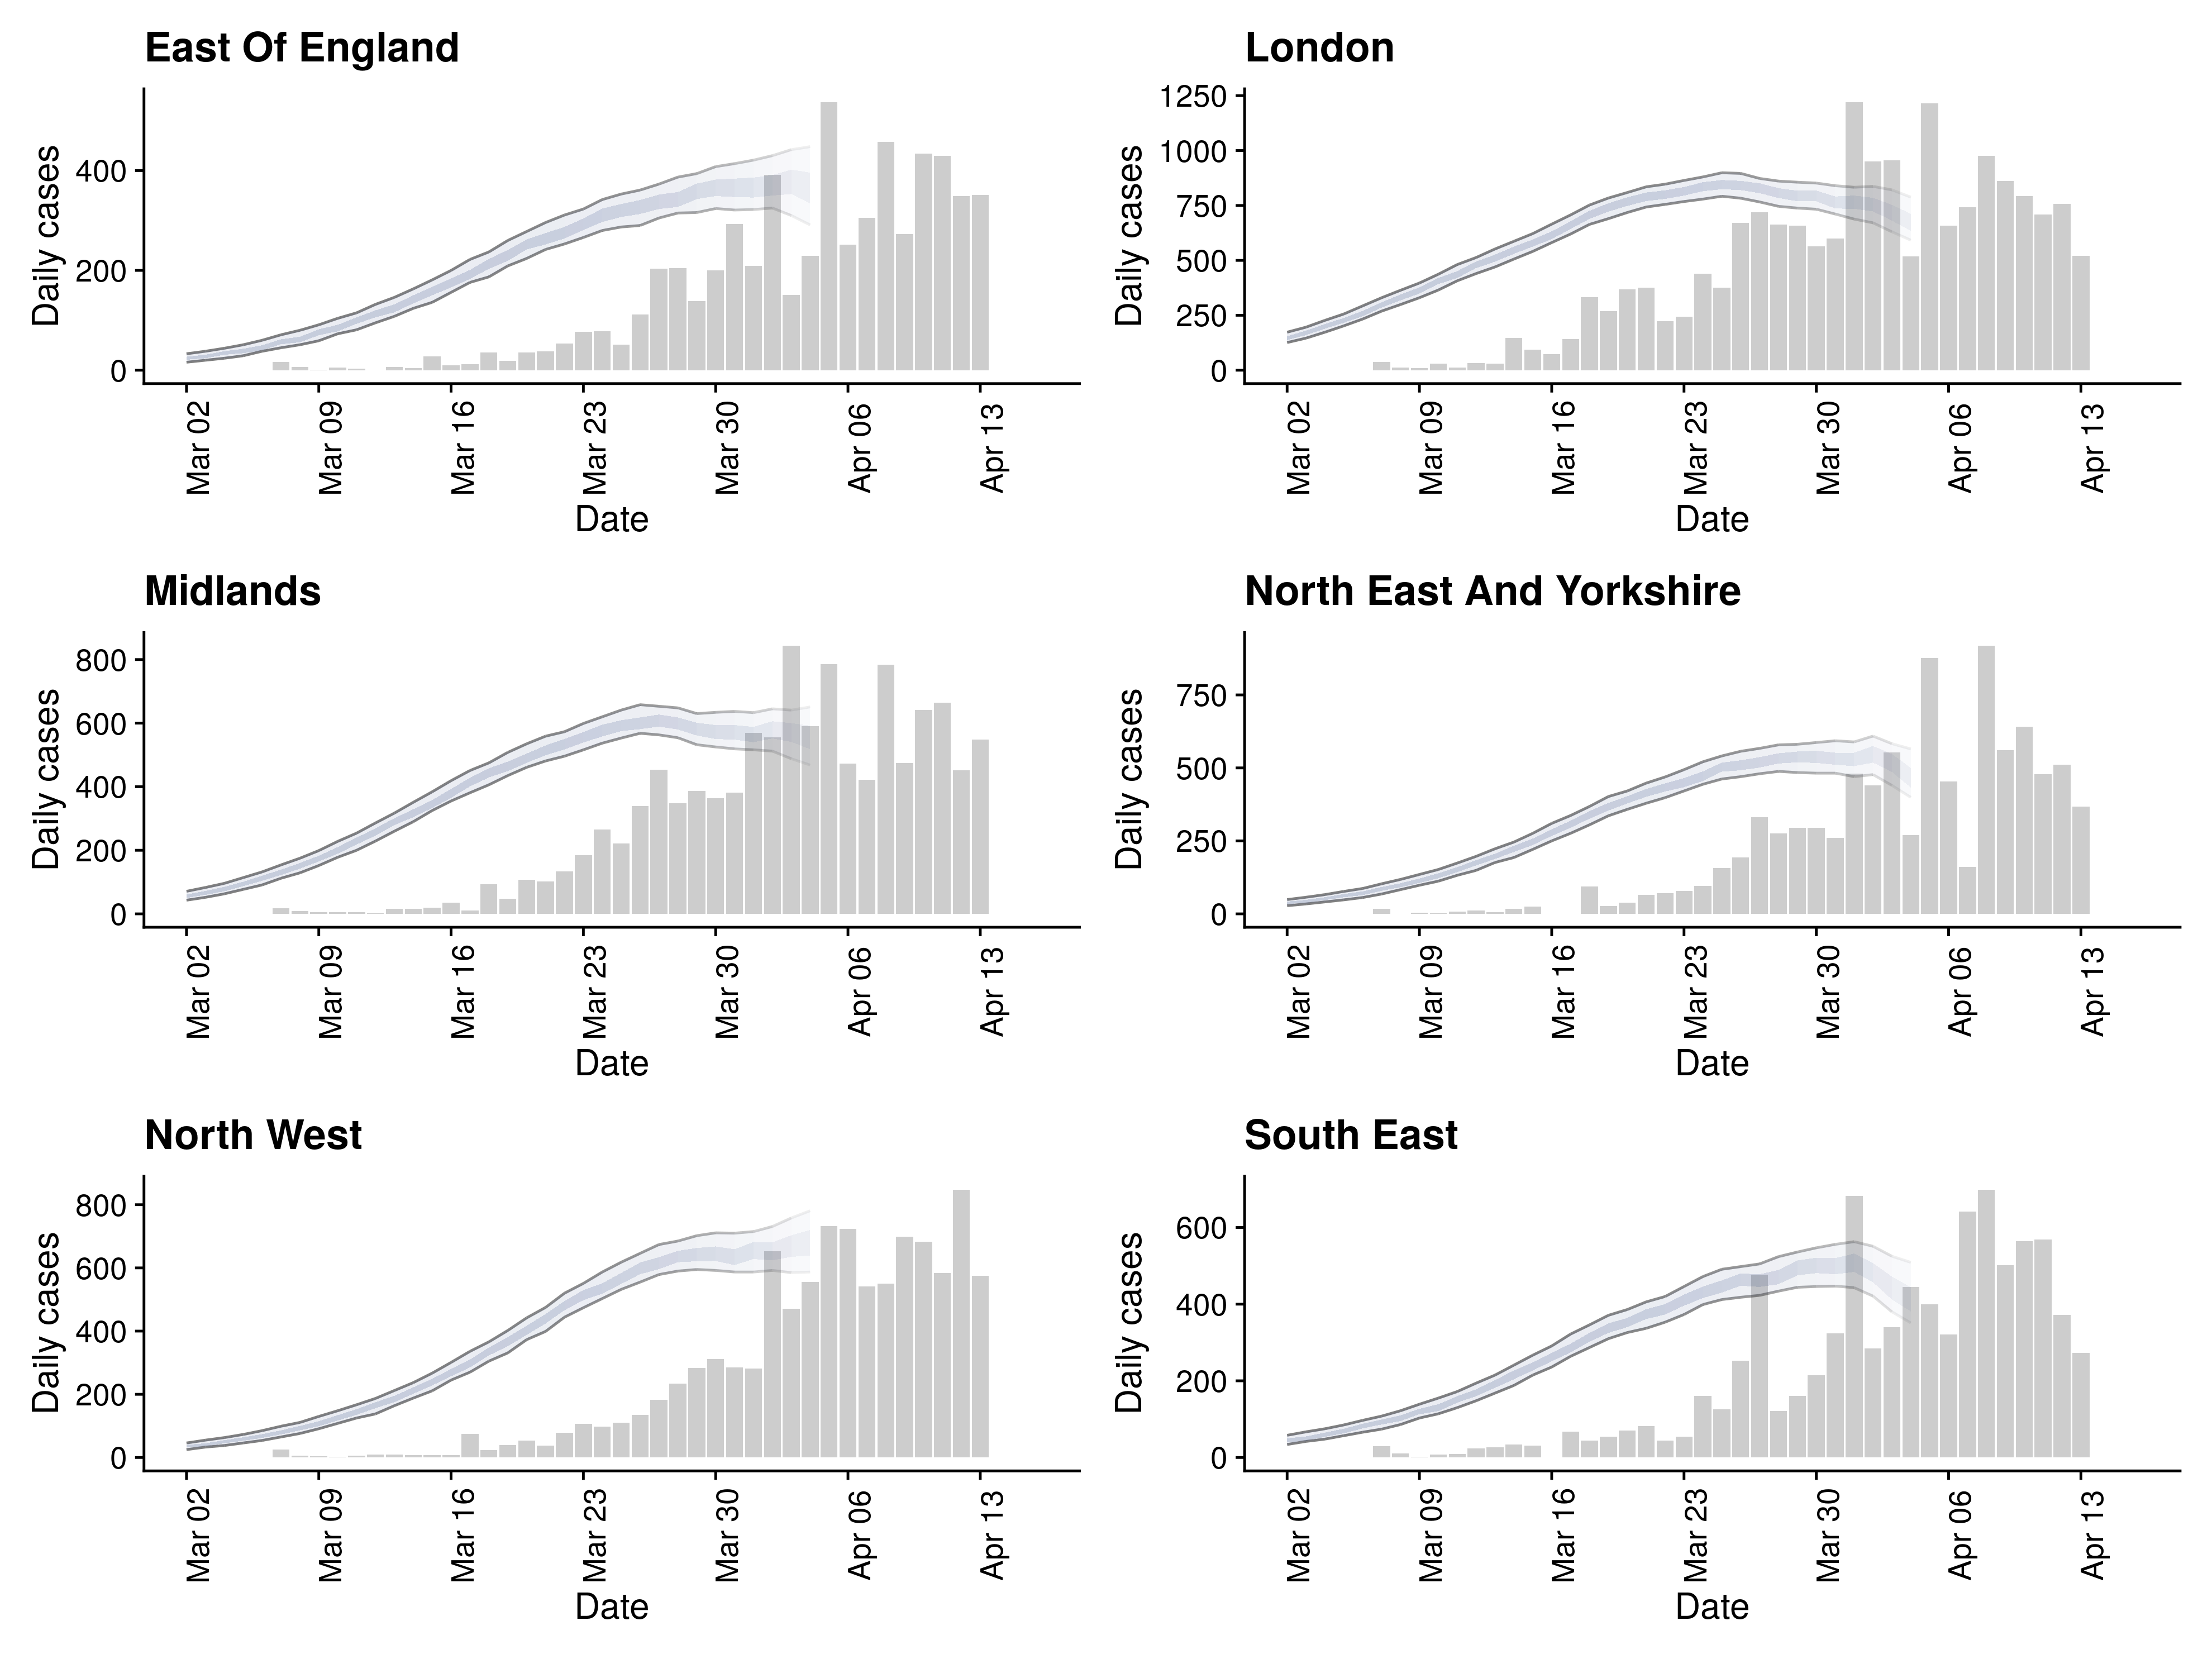 East Of England
Daily cases
400
200
0
Mar 02
Mar 09
Mar 16
Mar 23
Mar 30
Apr 06
Apr 13
Date
London
Daily cases
1250
1000
750
500
250
0
Mar 02
Mar 09
Mar 16
Mar 23
Mar 30
Apr 06
Apr 13
Date
Midlands
Daily cases
800
600
400
200
0
Mar 02
Mar 09
Mar 16
Mar 23
Mar 30
Apr 06
Apr 13
Date
North East And Yorkshire
Daily cases
750
500
250
0
Mar 02
Mar 09
Mar 16
Mar 23
Mar 30
Apr 06
Apr 13
Date
North West
Daily cases
800
600
400
200
0
Mar 02
Mar 09
Mar 16
Mar 23
Mar 30
Apr 06
Apr 13
Date
South East
Daily cases
600
400
200
0
Mar 02
Mar 09
Mar 16
Mar 23
Mar 30
Apr 06
Apr 13
Date